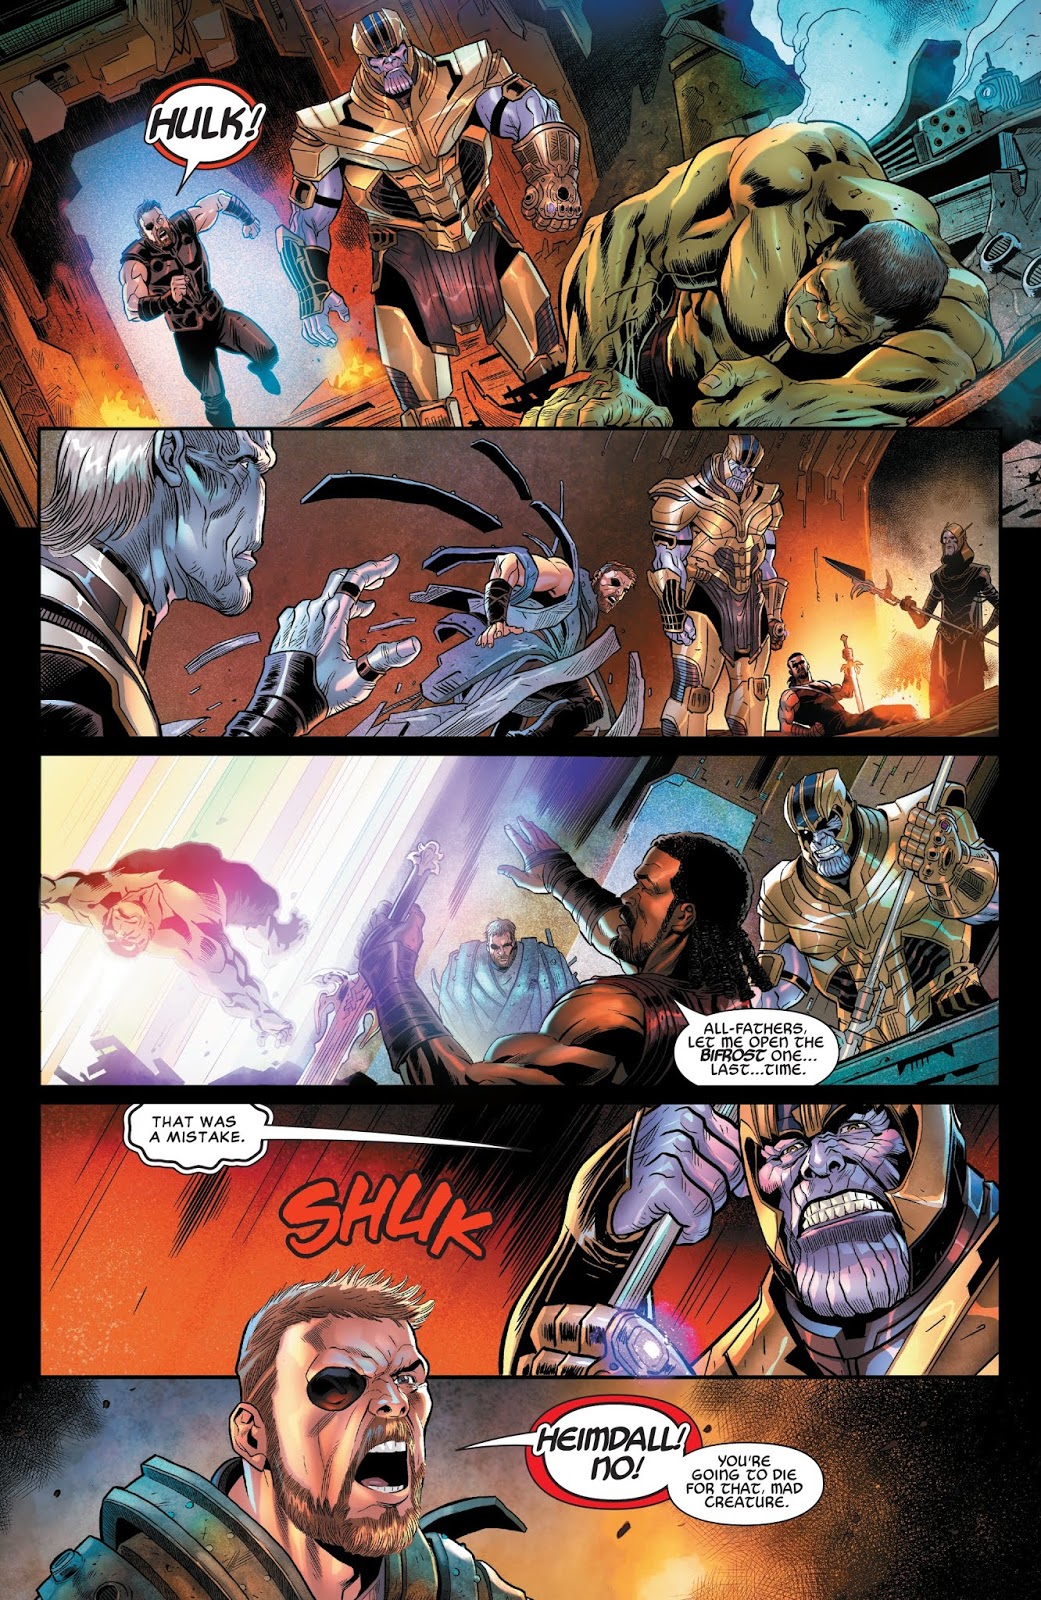 HULK!
ALL-FATHERS,
LET ME OPEN THE
BIFROST ONE...
LAST...TIME.
THAT WAS
A MISTAKE.
SHUK
HEIMDALL!
NO!
YOU'RE
GOING TO DIE
FOR THAT, MAD
CREATURE.